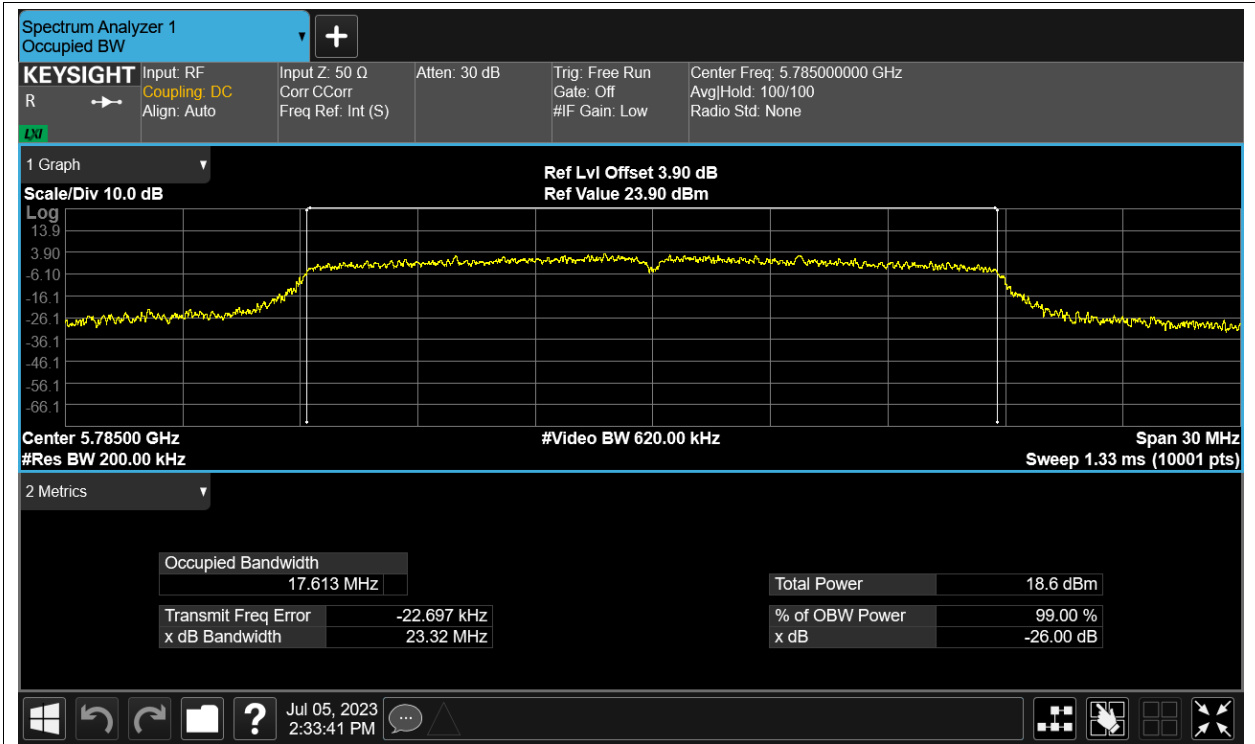 Spectrum Analyzer 1
Occupied BW
KEYSIGHT
R
LXI
Input: RF
Coupling: DC
Align: Auto
Input Z: 50 Ω
Corr CCorr
Freq Ref: Int (S)
Atten: 30 dB
Trig: Free Run
Gate: Off
#IF Gain: Low
Center Freq: 5.785000000 GHz
Avg|Hold: 100/100
Radio Std: None
1 Graph
Scale/Div 10.0 dB
Ref Lvl Offset 3.90 dB
Ref Value 23.90 dBm
Log
13.9
3.90
-6.10
-16.1
-26.1
-36.1
-46.1
-56.1
-66.1
Center 5.78500 GHz
#Video BW 620.00 kHz
Span 30 MHz
#Res BW 200.00 kHz
Sweep 1.33 ms (10001 pts)
2 Metrics
Occupied Bandwidth
17.613 MHz
Total Power 18.6 dBm
Transmit Freq Error -22.697 kHz
% of OBW Power 99.00 %
x dB Bandwidth 23.32 MHz
x dB -26.00 dB
?
Jul 05, 2023
2:33:41 PM